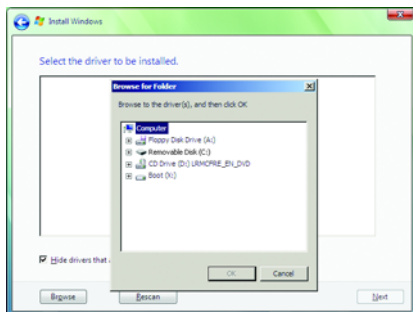 Install Windows
Select the driver to be installed.
Browse for Folder
Browse to the driver(s), and then click OK.
Computer
Floppy Disk Drive (A:)
Removable Disk (C:)
CD Drive (D:) LRMCFRE_EN_DVD
Boot (X:)
Hide drivers that
OK
Cancel
Browse
Rescan
Next